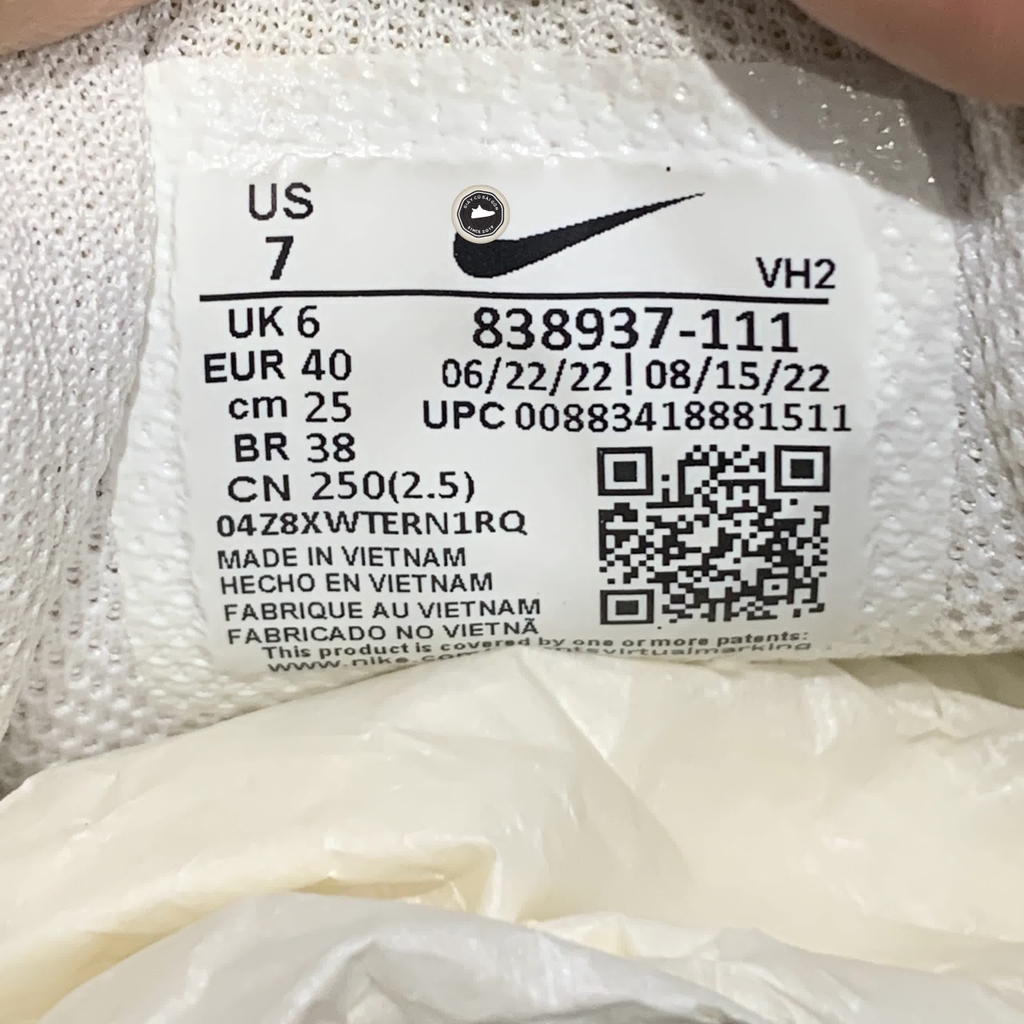 US
7
VH2
UK 6
EUR 40
cm 25
BR 38
CN 250(2.5)
838937-111
06/22/22 | 08/15/22
UPC 00883418881511
04Z8XWTERN1RQ
MADE IN VIETNAM
HECHO EN VIETNAM
FABRIQUE AU VIETNAM
FABRICADO NO VIETNÃ
This product is covered by one or more patents:
SINCE 2019